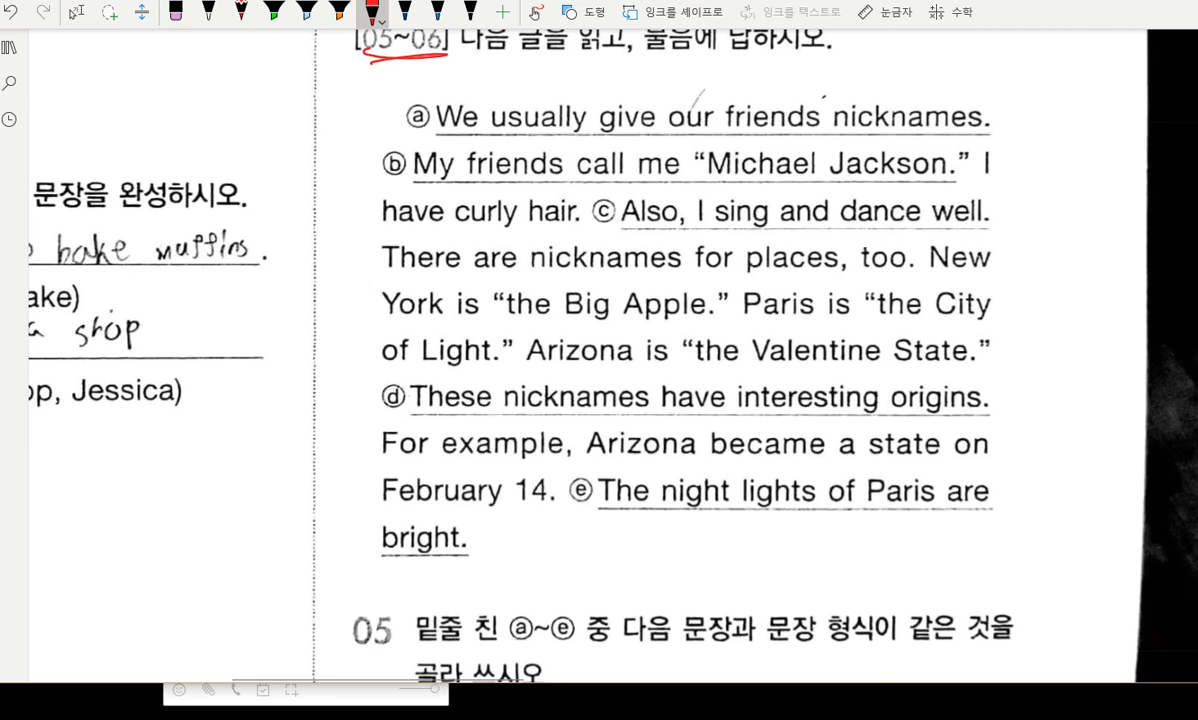 도형
잉크를 셰이프로
잉크를 텍스트로
눈금자
수학
[05~06] 다음 글을 읽고, 물음에 답하시오.
문장을 완성하시오.
bake muffins.
ake)
a stop
op, Jessica)
ⓐ We usually give our friends nicknames.
ⓑ My friends call me “Michael Jackson.” I
have curly hair. ⓒ Also, I sing and dance well.
There are nicknames for places, too. New
York is “the Big Apple.” Paris is “the City
of Light.” Arizona is “the Valentine State.”
ⓓ These nicknames have interesting origins.
For example, Arizona became a state on
February 14. ⓔ The night lights of Paris are
bright.
05 밑줄 친 ⓐ~ⓔ 중 다음 문장과 문장 형식이 같은 것을
골라 쓰시오